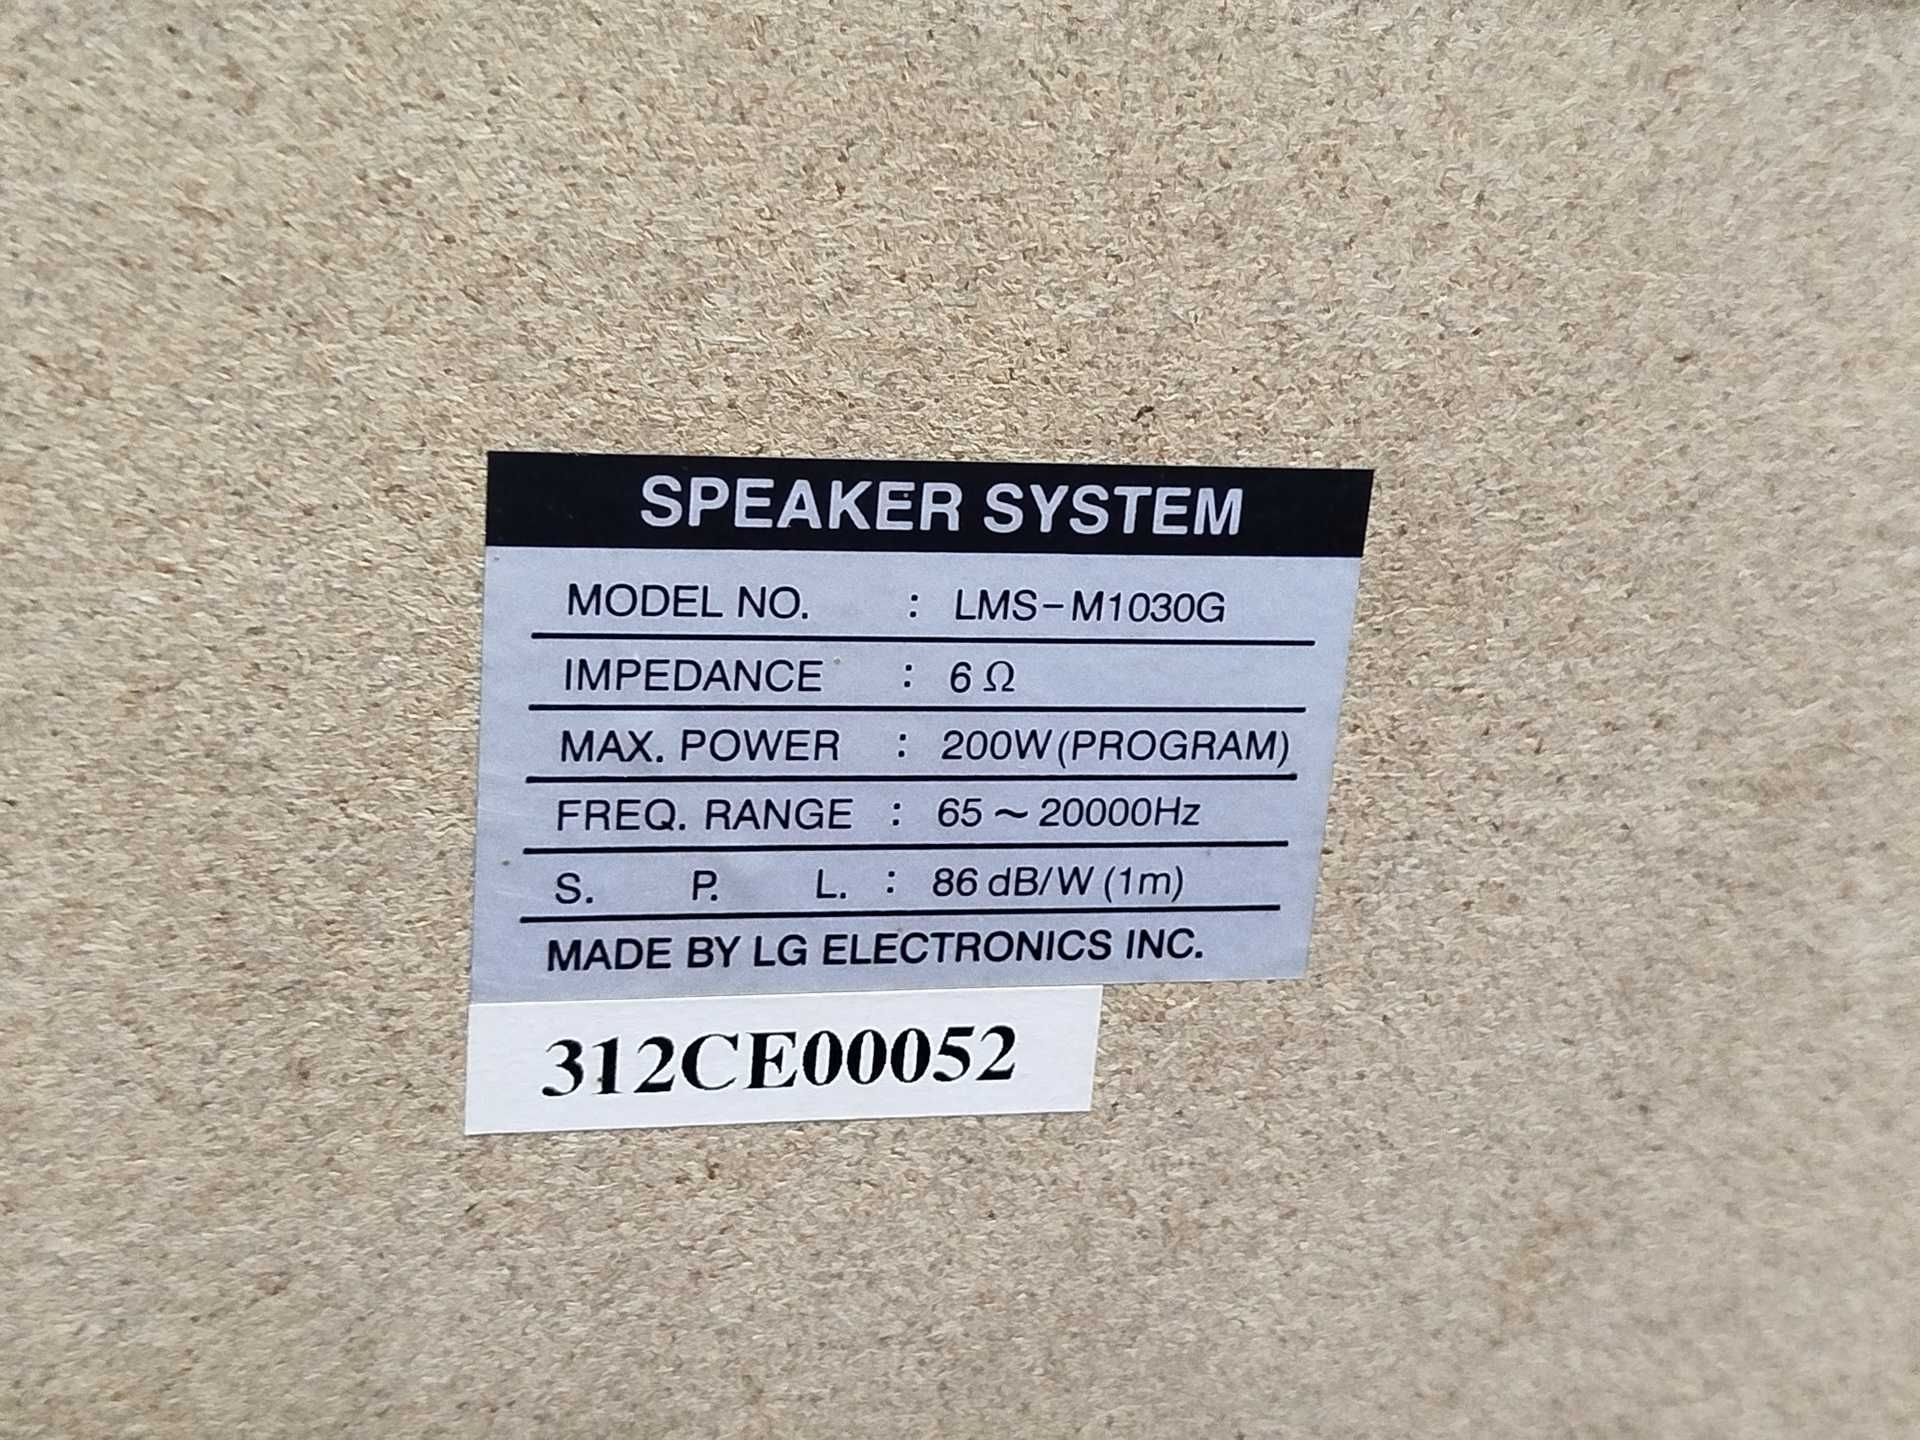 SPEAKER SYSTEM
MODEL NO. : LMS-M1030G
IMPEDANCE : 6 Ω
MAX. POWER : 200W (PROGRAM)
FREQ. RANGE : 65 ~ 20000Hz
S. P. L. : 86 dB/W (1m)
MADE BY LG ELECTRONICS INC.
312CE00052